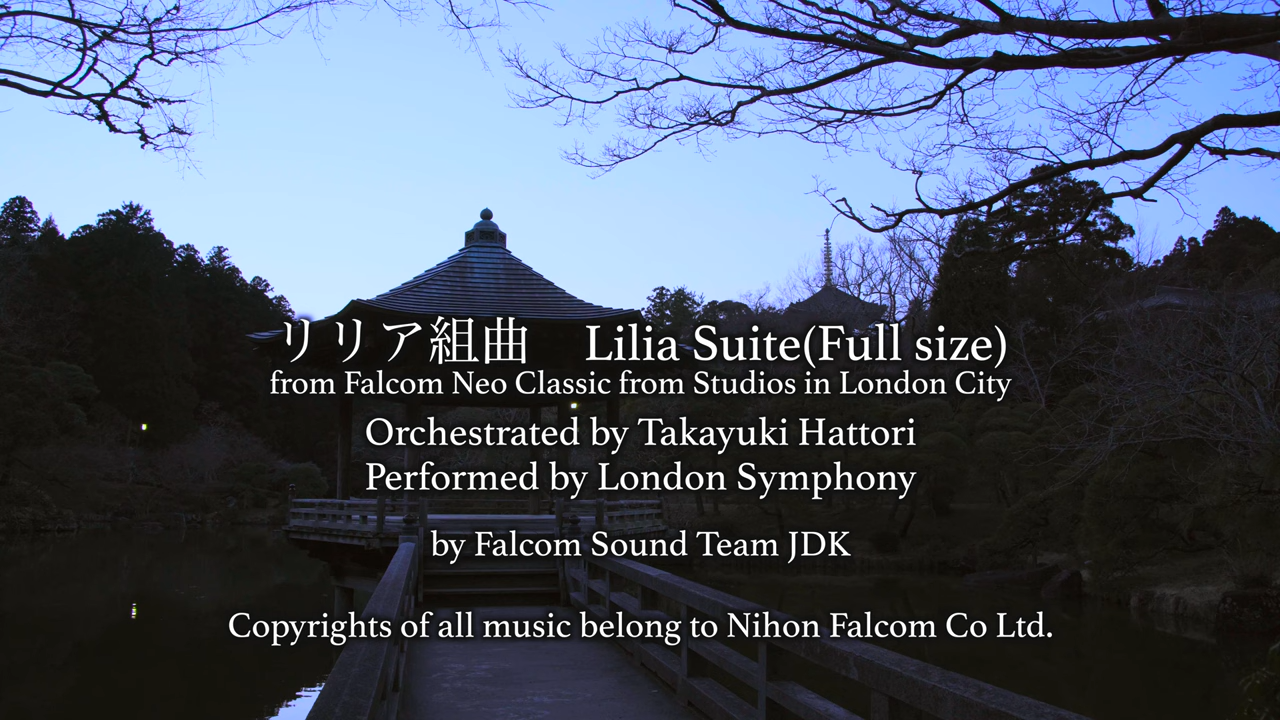 リリア組曲　Lilia Suite(Full size)
from Falcom Neo Classic from Studios in London City
Orchestrated by Takayuki Hattori
Performed by London Symphony
by Falcom Sound Team JDK
Copyrights of all music belong to Nihon Falcom Co Ltd.